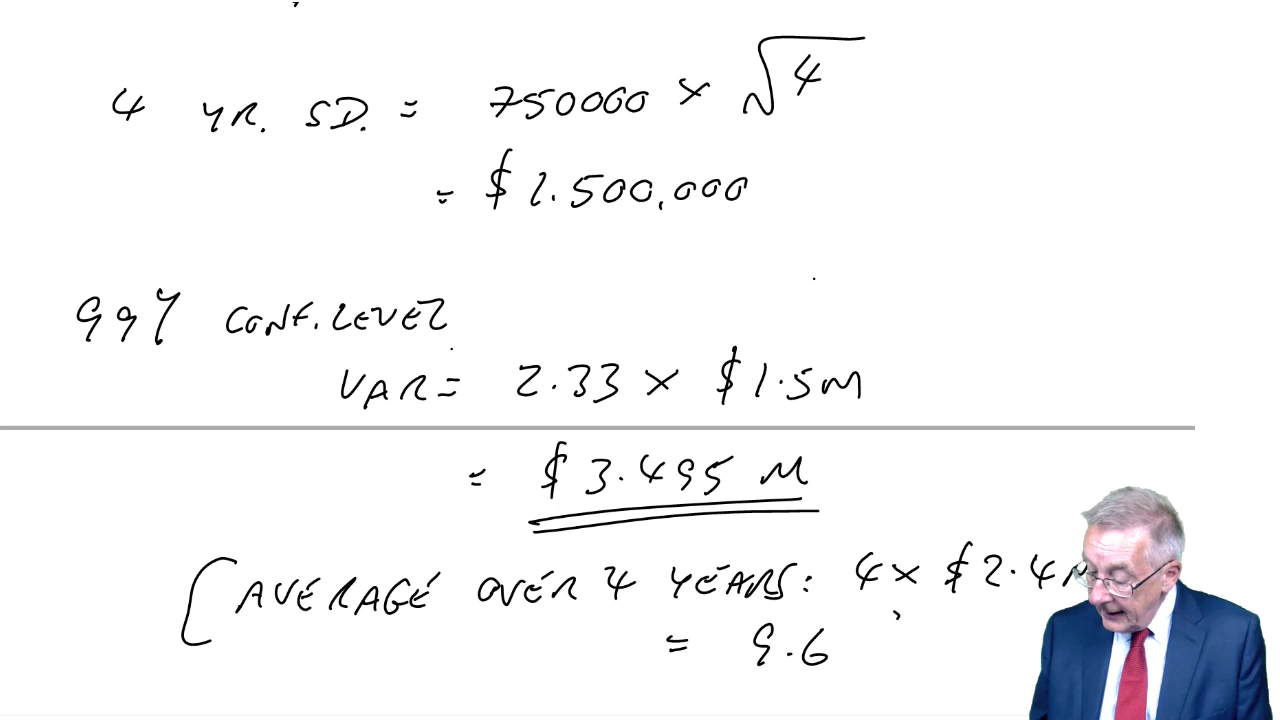 4 YR. SD. = 750000 × √4
= $1.500,000
99% CONF. LEVEL
VAR = 2.33 × $1.5M
= $3.495 M
[AVERAGE OVER 4 YEARS: 4× $2.4
= 9.6